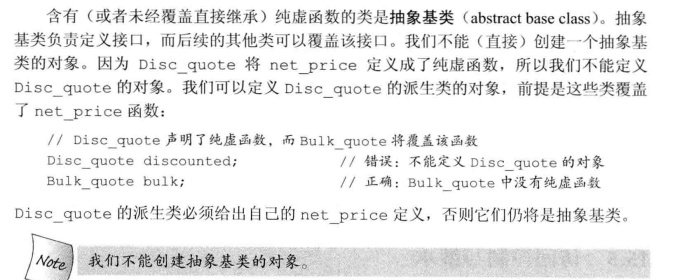 含有（或者未经覆盖直接继承）纯虚函数的类是抽象基类（abstract base class）。抽象
基类负责定义接口，而后续的其他类可以覆盖该接口。我们不能（直接）创建一个抽象基
类的对象。因为 Disc_quote 将 net_price 定义成了纯虚函数，所以我们不能定义
Disc_quote 的对象。我们可以定义 Disc_quote 的派生类的对象，前提是这些类覆盖
了 net_price 函数：
// Disc_quote 声明了纯虚函数，而 Bulk_quote 将覆盖该函数
Disc_quote discounted; // 错误：不能定义 Disc_quote 的对象
Bulk_quote bulk; // 正确：Bulk_quote 中没有纯虚函数
Disc_quote 的派生类必须给出自己的 net_price 定义，否则它们仍将是抽象基类。
Note 我们不能创建抽象基类的对象。